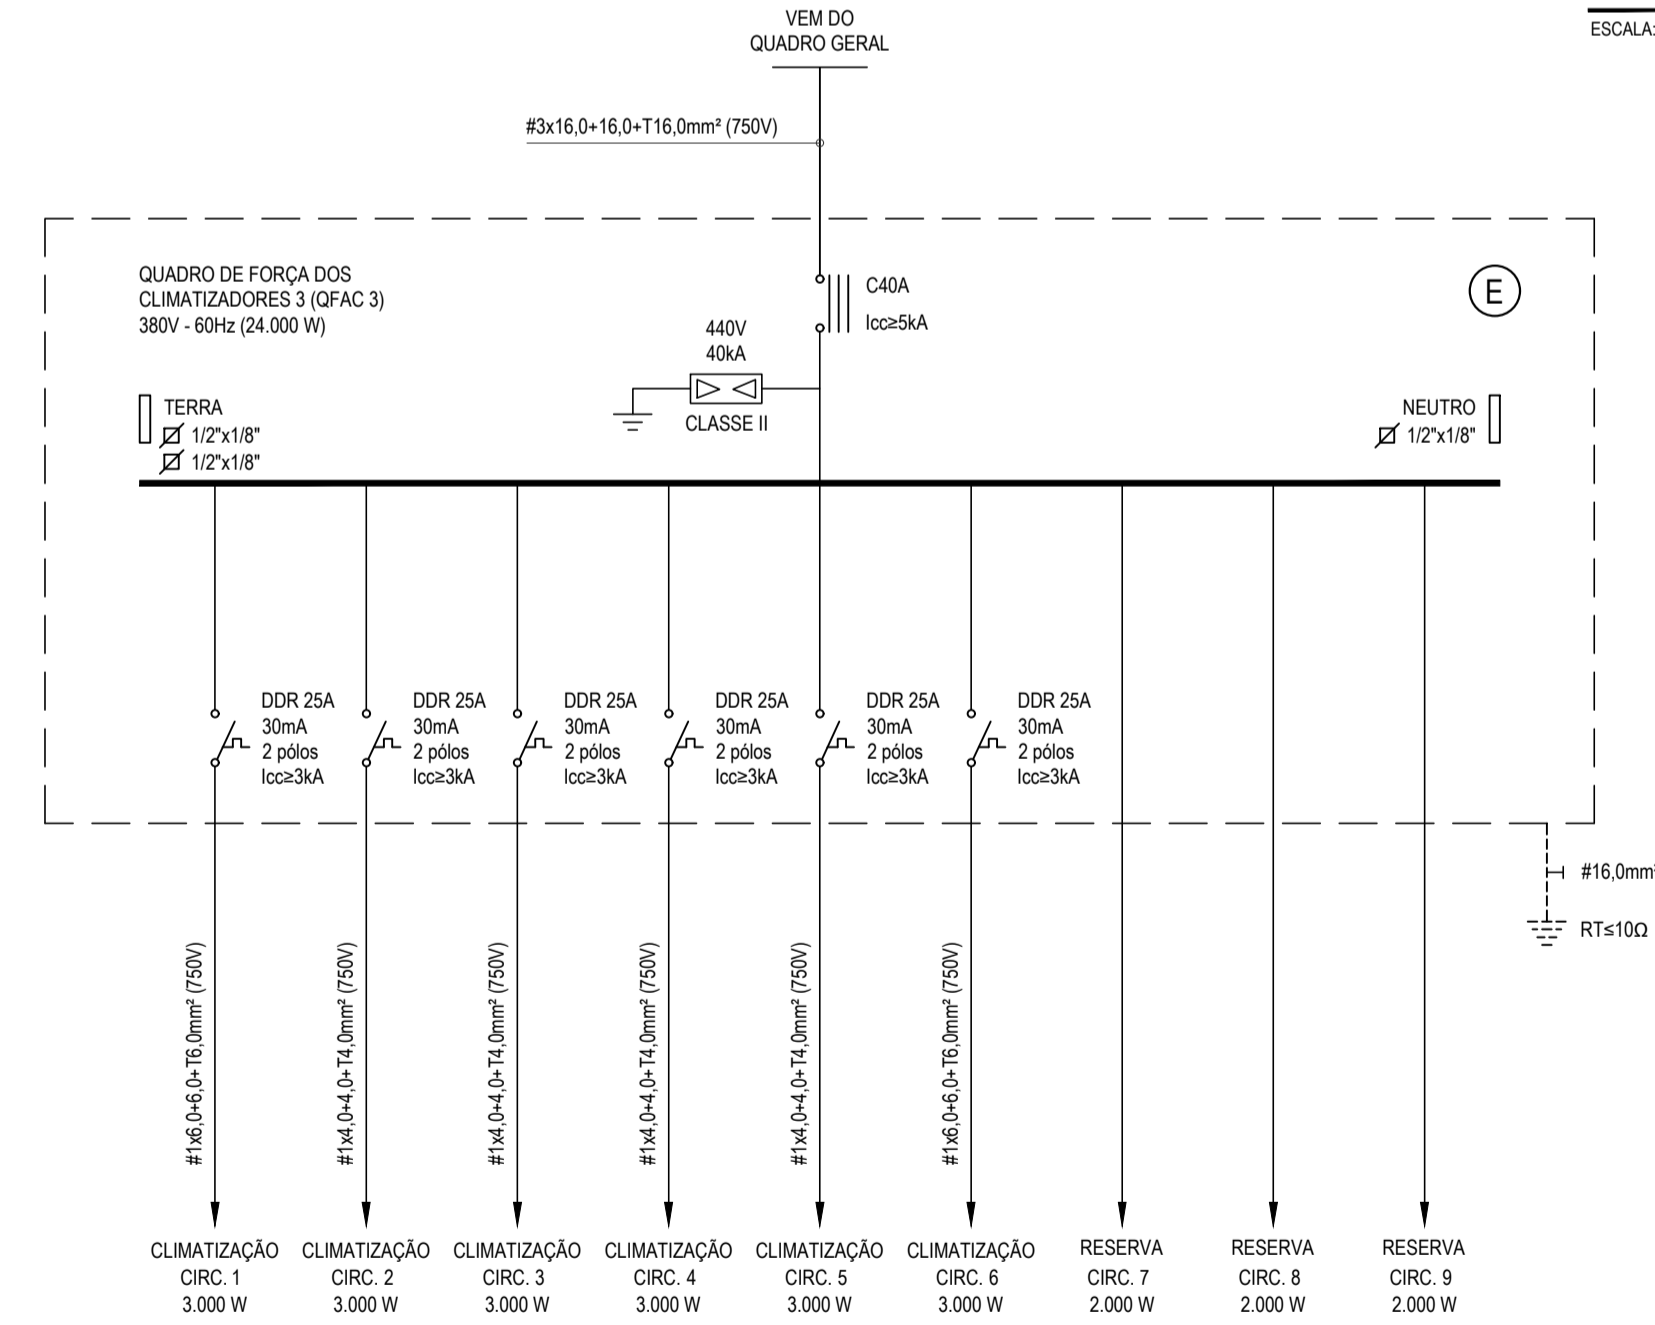 VEM DO
QUADRO GERAL
ESCALA:
#3x16,0+16,0+T16,0mm² (750V)
QUADRO DE FORÇA DOS
CLIMATIZADORES 3 (QFAC 3)
380V - 60Hz (24.000 W)
C40A
Icc≥5kA
E
440V
40kA
CLASSE II
TERRA
1/2"x1/8"
1/2"x1/8"
NEUTRO
1/2"x1/8"
DDR 25A
30mA
2 pólos
Icc≥3kA
DDR 25A
30mA
2 pólos
Icc≥3kA
DDR 25A
30mA
2 pólos
Icc≥3kA
DDR 25A
30mA
2 pólos
Icc≥3kA
DDR 25A
30mA
2 pólos
Icc≥3kA
DDR 25A
30mA
2 pólos
Icc≥3kA
#16,0mm²
RT≤10Ω
#1x6,0+6,0+T6,0mm² (750V)
#1x4,0+4,0+T4,0mm² (750V)
#1x4,0+4,0+T4,0mm² (750V)
#1x4,0+4,0+T4,0mm² (750V)
#1x4,0+4,0+T4,0mm² (750V)
#1x6,0+6,0+T6,0mm² (750V)
CLIMATIZAÇÃO
CIRC. 1
3.000 W
CLIMATIZAÇÃO
CIRC. 2
3.000 W
CLIMATIZAÇÃO
CIRC. 3
3.000 W
CLIMATIZAÇÃO
CIRC. 4
3.000 W
CLIMATIZAÇÃO
CIRC. 5
3.000 W
CLIMATIZAÇÃO
CIRC. 6
3.000 W
RESERVA
CIRC. 7
2.000 W
RESERVA
CIRC. 8
2.000 W
RESERVA
CIRC. 9
2.000 W